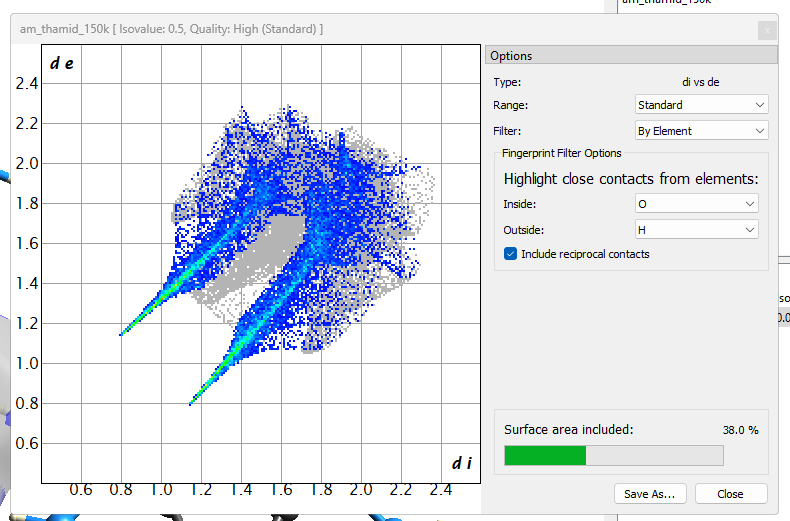 am_thamid_150k
am_thamid_150k [ Isovalue: 0.5, Quality: High (Standard) ]
x
d e
2.4
2.2
2.0
1.8
1.6
1.4
1.2
1.0
0.8
0.6
d i
0.6 0.8 1.0 1.2 1.4 1.6 1.8 2.0 2.2 2.4
Options
Type: di vs de
Range: Standard
Filter: By Element
Fingerprint Filter Options
Highlight close contacts from elements:
Inside: O
Outside: H
Include reciprocal contacts
Surface area included: 38.0 %
Save As... Close